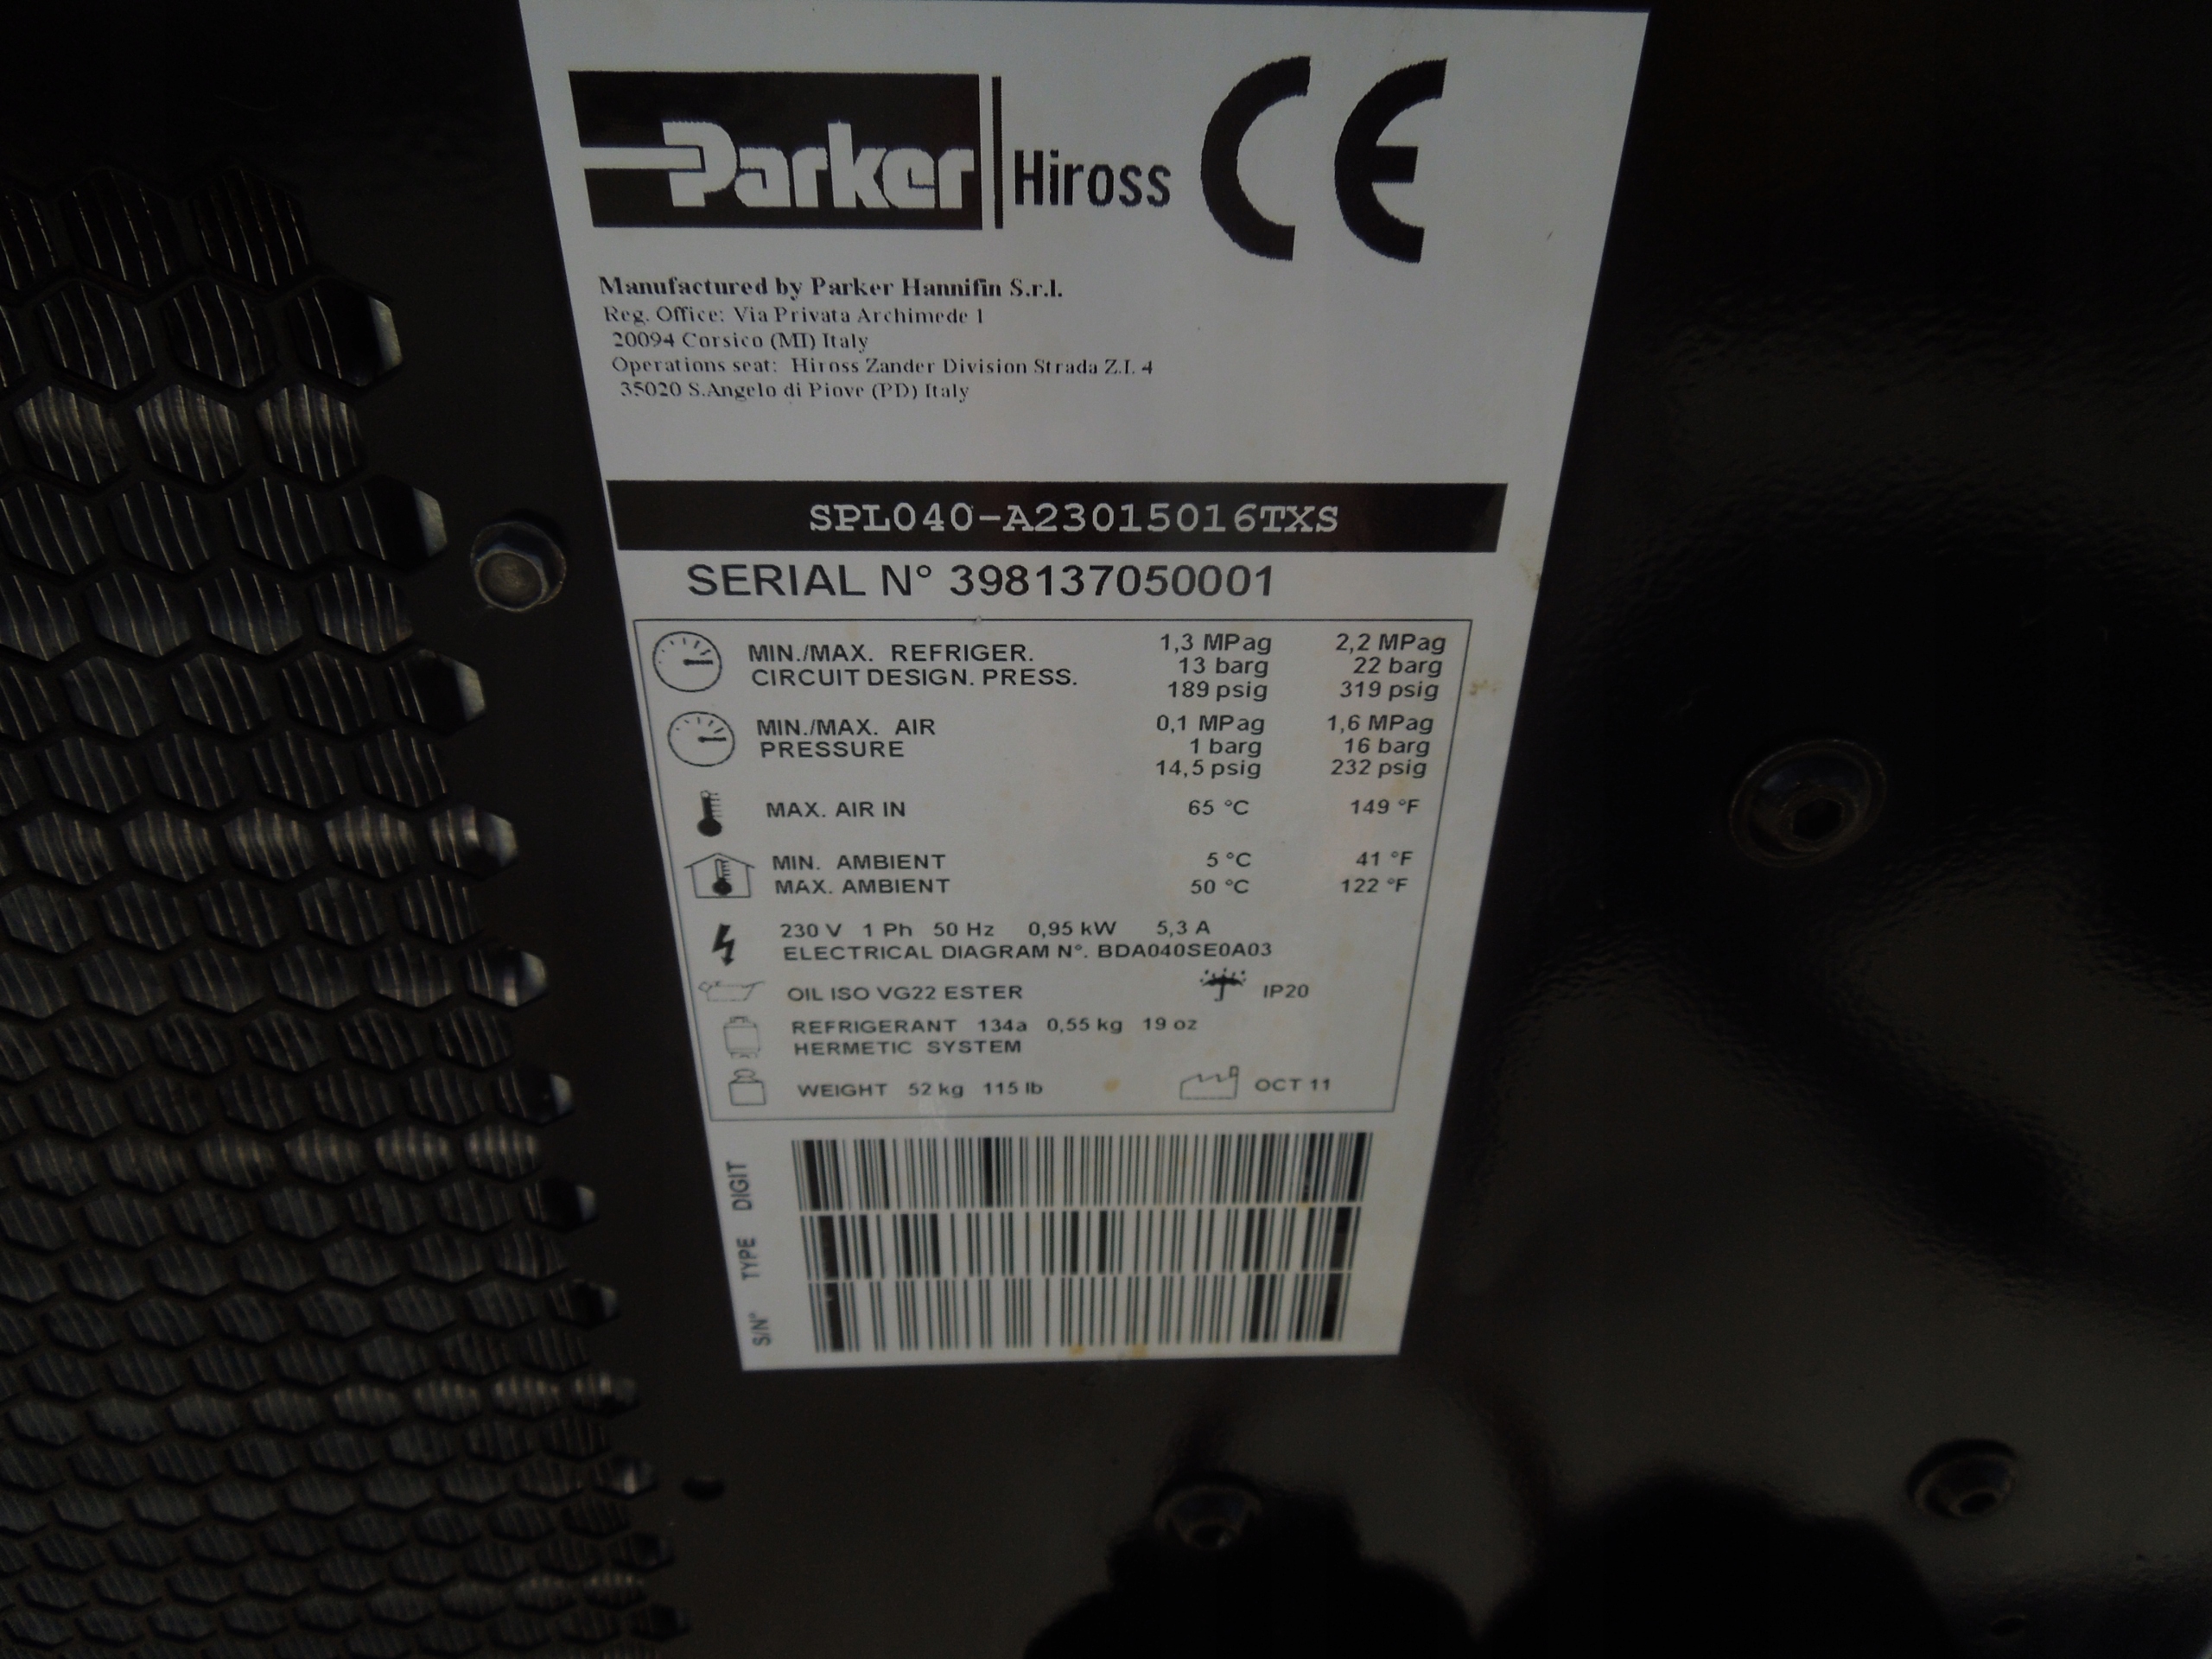 Parker Hiross CE
Manufactured by Parker Hannifin S.r.l.
Reg. Office: Via Privata Archimede 1
20094 Corsico (MI) Italy
Operations seat: Hiross Zander Division Strada Z.I. 4
35020 S.Angelo di Piove (PD) Italy
SPL040-A23015016TXS
SERIAL N° 398137050001
MIN./MAX. REFRIGER. CIRCUIT DESIGN. PRESS.
1,3 MPag 2,2 MPag
13 barg 22 barg
189 psig 319 psig
MIN./MAX. AIR PRESSURE
0,1 MPag 1,6 MPag
1 barg 16 barg
14,5 psig 232 psig
MAX. AIR IN 65 °C 149 °F
MIN. AMBIENT 5 °C 41 °F
MAX. AMBIENT 50 °C 122 °F
230 V 1 Ph 50 Hz 0,95 kW 5,3 A
ELECTRICAL DIAGRAM N°. BDA040SE0A03
OIL ISO VG22 ESTER IP20
REFRIGERANT 134a 0,55 kg 19 oz
HERMETIC SYSTEM
WEIGHT 52 kg 115 lb OCT 11
DIGIT
TYPE
S/N°